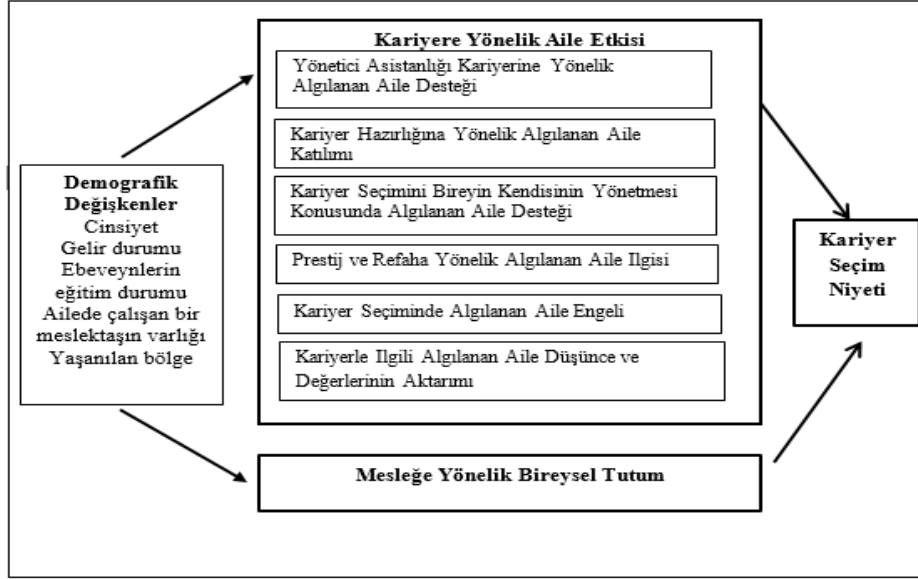 Demografik
Değişkenler
Cinsiyet
Gelir durumu
Ebeveynlerin
eğitim durumu
Ailede çalışan bir
meslektaşın varlığı
Yaşanılan bölge
Kariyere Yönelik Aile Etkisi
Yönetici Asistanlığı Kariyerine Yönelik
Algılanan Aile Desteği
Kariyer Hazırlığına Yönelik Algılanan Aile
Katılımı
Kariyer Seçimini Bireyin Kendisinin Yönetmesi
Konusunda Algılanan Aile Desteği
Prestij ve Refaha Yönelik Algılanan Aile Ilgisi
Kariyer Seçiminde Algılanan Aile Engeli
Kariyerle Ilgili Algılanan Aile Düşünce ve
Değerlerinin Aktarımı
Mesleğe Yönelik Bireysel Tutum
Kariyer
Seçim
Niyeti